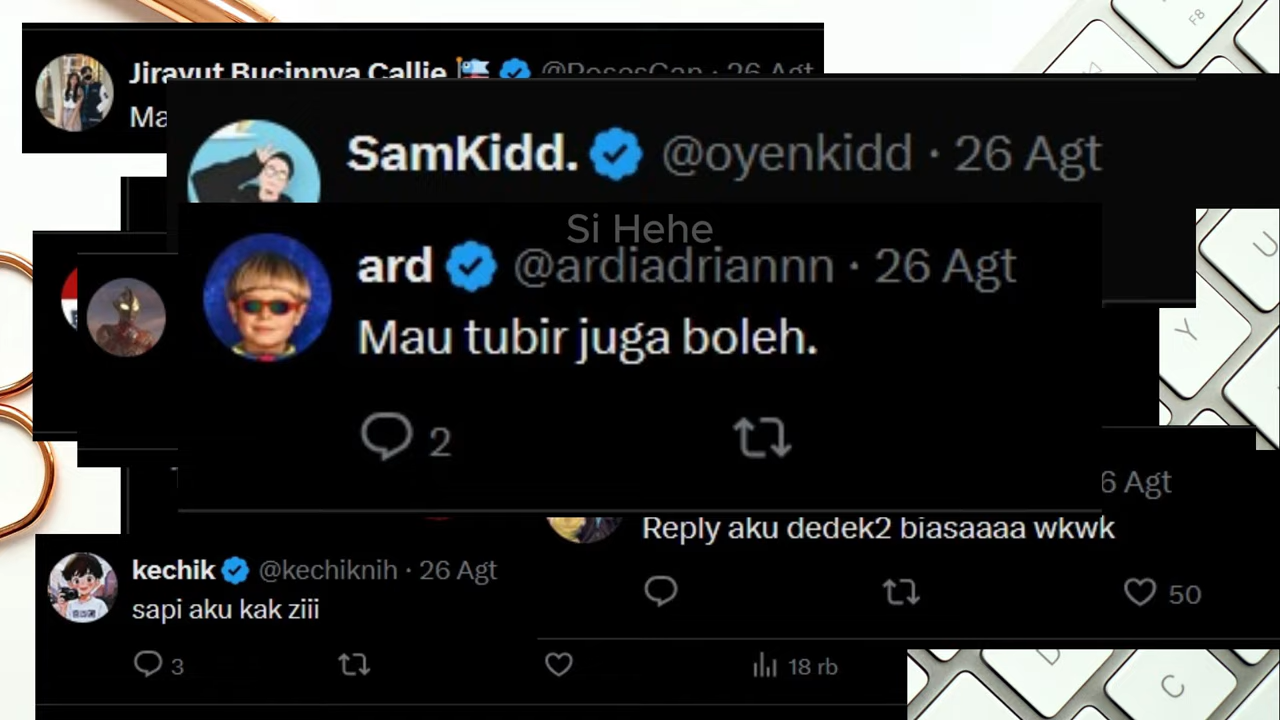 Jirayut Bucinnya Callie @PososCap · 26 Agt
Ma
SamKidd. @oyenkidd · 26 Agt
Si Hehe
ard @ardiadriannn · 26 Agt
Mau tubir juga boleh.
2
6 Agt
Reply aku dedek2 biasaaaa wkwk
50
kechik @kechiknih · 26 Agt
sapi aku kak ziii
3
18 rb
F8
U
Y
D
C